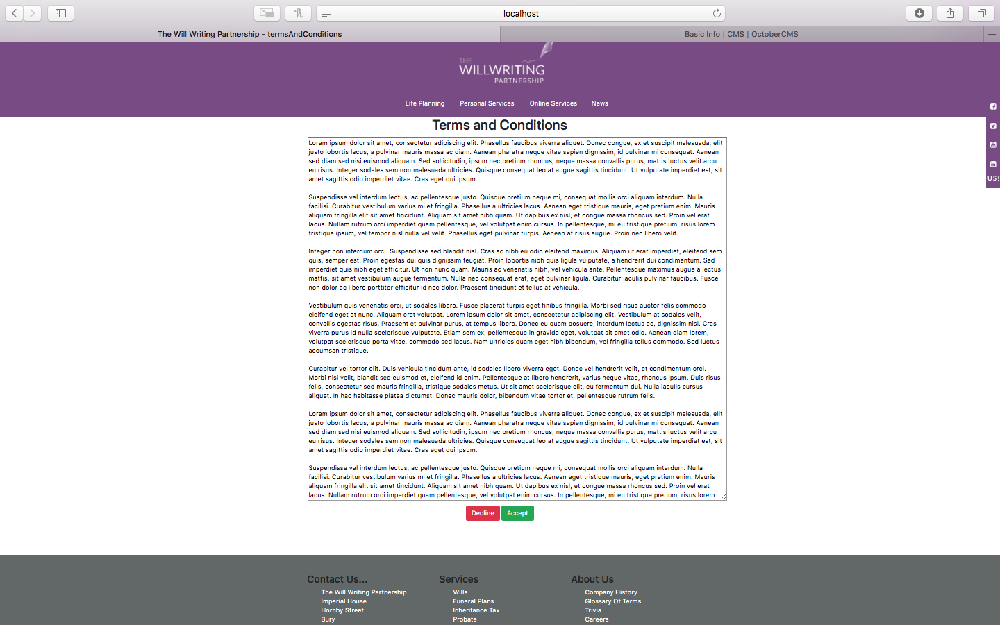 localhost
The Will Writing Partnership - termsAndConditions
Basic Info | CMS | OctoberCMS
THE
WILLWRITING
PARTNERSHIP
Life Planning Personal Services Online Services News
US!
Terms and Conditions
Lorem ipsum dolor sit amet, consectetur adipiscing elit. Phasellus faucibus viverra aliquet. Donec congue, ex et suscipit malesuada, elit
justo lobortis lacus, a pulvinar mauris massa ac diam. Aenean pharetra neque vitae sapien dignissim, id pulvinar mi consequat. Aenean
sed diam sed nisi euismod aliquam. Sed sollicitudin, ipsum nec pretium rhoncus, neque massa convallis purus, mattis luctus velit arcu
eu risus. Integer sodales sem non malesuada ultricies. Quisque consequat leo at augue sagittis tincidunt. Ut vulputate imperdiet est, sit
amet sagittis odio imperdiet vitae. Cras eget dui ipsum.
Suspendisse vel interdum lectus, ac pellentesque justo. Quisque pretium neque mi, consequat mollis orci aliquam interdum. Nulla
facilisi. Curabitur vestibulum varius mi et fringilla. Phasellus a ultricies lacus. Aenean eget tristique mauris, eget pretium enim. Mauris
aliquam fringilla elit sit amet tincidunt. Aliquam sit amet nibh quam. Ut dapibus ex nisl, et congue massa rhoncus sed. Proin vel erat
lacus. Nullam rutrum orci imperdiet quam pellentesque, vel volutpat enim cursus. In pellentesque, mi eu tristique pretium, risus lorem
tristique ipsum, vel tempor nisl nulla vel velit. Phasellus eget pulvinar turpis. Aenean at risus augue. Proin nec libero velit.
Integer non interdum orci. Suspendisse sed blandit nisl. Cras ac nibh eu odio eleifend maximus. Aliquam ut erat imperdiet, eleifend sem
quis, semper est. Proin egestas dui quis dignissim feugiat. Proin lobortis nibh quis ligula vulputate, a hendrerit dui condimentum. Sed
imperdiet quis nibh eget efficitur. Ut non nunc quam. Mauris ac venenatis nibh, vel vehicula ante. Pellentesque maximus augue a lectus
mattis, sit amet vestibulum augue fermentum. Nulla nec consequat erat, eget pulvinar ligula. Curabitur iaculis pulvinar faucibus. Fusce
non dolor ac libero porttitor efficitur id nec dolor. Praesent tincidunt et tellus at vehicula.
Vestibulum quis venenatis orci, ut sodales libero. Fusce placerat turpis eget finibus fringilla. Morbi sed risus auctor felis commodo
eleifend eget at nunc. Aliquam erat volutpat. Lorem ipsum dolor sit amet, consectetur adipiscing elit. Vestibulum at sodales velit,
convallis egestas risus. Praesent et pulvinar purus, at tempus libero. Donec eu quam posuere, interdum lectus ac, dignissim nisl. Cras
viverra purus id nulla scelerisque vulputate. Etiam sem ex, pellentesque in gravida eget, volutpat sit amet odio. Aenean diam lorem,
volutpat scelerisque porta vitae, commodo sed lacus. Nam ultricies quam eget nibh bibendum, vel fringilla tellus commodo. Sed luctus
accumsan tristique.
Curabitur vel tortor elit. Duis vehicula tincidunt ante, id sodales libero viverra eget. Donec vel hendrerit velit, et condimentum orci.
Morbi nisi velit, blandit sed euismod et, eleifend id enim. Pellentesque at libero hendrerit, varius neque vitae, rhoncus ipsum. Duis risus
felis, consectetur sed mauris fringilla, tristique sodales metus. Ut sit amet scelerisque elit, eu fermentum dui. Nulla iaculis cursus
aliquet. In hac habitasse platea dictumst. Donec mauris dolor, bibendum vitae tortor et, pellentesque rutrum felis.
Lorem ipsum dolor sit amet, consectetur adipiscing elit. Phasellus faucibus viverra aliquet. Donec congue, ex et suscipit malesuada, elit
justo lobortis lacus, a pulvinar mauris massa ac diam. Aenean pharetra neque vitae sapien dignissim, id pulvinar mi consequat. Aenean
sed diam sed nisi euismod aliquam. Sed sollicitudin, ipsum nec pretium rhoncus, neque massa convallis purus, mattis luctus velit arcu
eu risus. Integer sodales sem non malesuada ultricies. Quisque consequat leo at augue sagittis tincidunt. Ut vulputate imperdiet est, sit
amet sagittis odio imperdiet vitae. Cras eget dui ipsum.
Suspendisse vel interdum lectus, ac pellentesque justo. Quisque pretium neque mi, consequat mollis orci aliquam interdum. Nulla
facilisi. Curabitur vestibulum varius mi et fringilla. Phasellus a ultricies lacus. Aenean eget tristique mauris, eget pretium enim. Mauris
aliquam fringilla elit sit amet tincidunt. Aliquam sit amet nibh quam. Ut dapibus ex nisl, et congue massa rhoncus sed. Proin vel erat
lacus. Nullam rutrum orci imperdiet quam pellentesque, vel volutpat enim cursus. In pellentesque, mi eu tristique pretium, risus lorem
Decline Accept
Contact Us...
The Will Writing Partnership
Imperial House
Hornby Street
Bury
Services
Wills
Funeral Plans
Inheritance Tax
Probate
About Us
Company History
Glossary Of Terms
Trivia
Careers